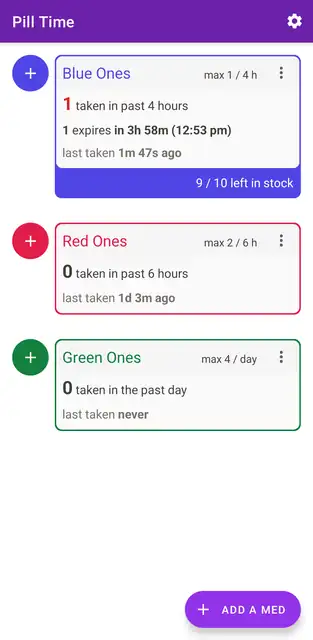 Pill Time
Blue Ones max 1 / 4 h
1 taken in past 4 hours
1 expires in 3h 58m (12:53 pm)
last taken 1m 47s ago
9 / 10 left in stock
Red Ones max 2 / 6 h
0 taken in past 6 hours
last taken 1d 3m ago
Green Ones max 4 / day
0 taken in the past day
last taken never
ADD A MED